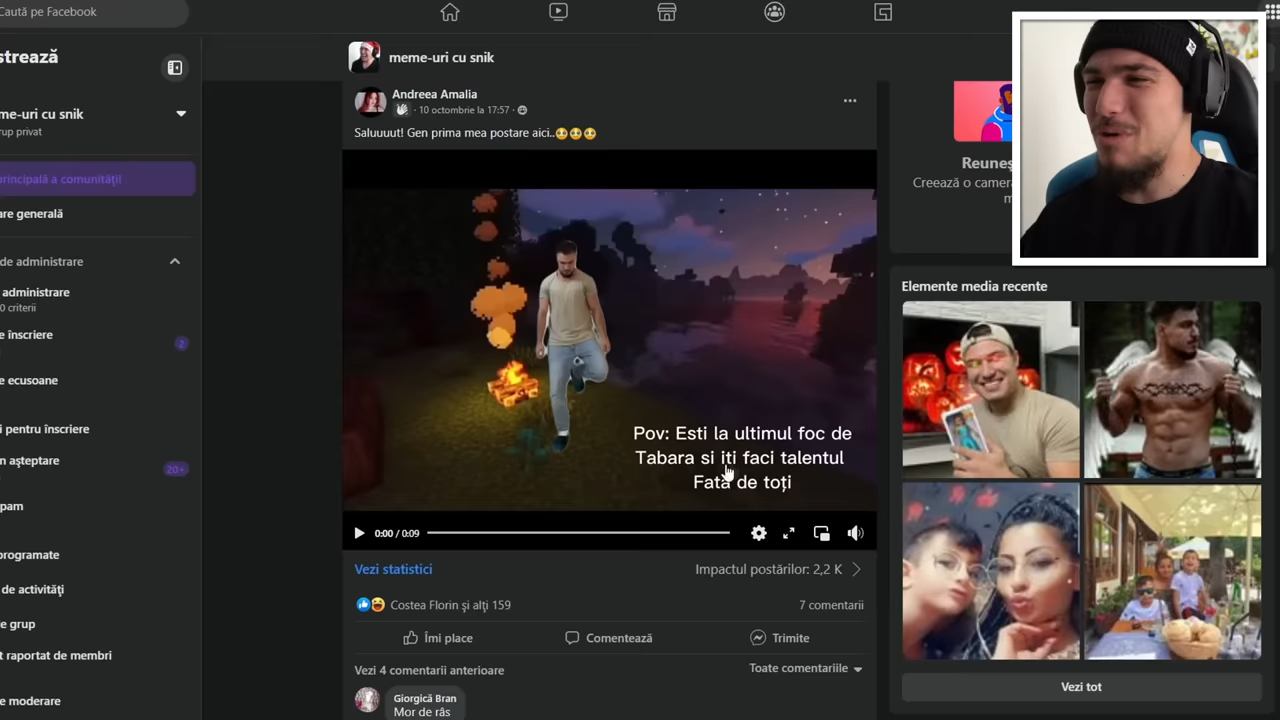 Caută pe Facebook
strează
me-uri cu snik
rup privat
principală a comunității
are generală
de administrare
administrare
0 criterii
e înscriere
2
e ecusoane
i pentru înscriere
n așteptare
20+
pam
programate
de activități
e grup
t raportat de membri
e moderare
meme-uri cu snik
Andreea Amalia
10 octombrie la 17:57
Saluuuut! Gen prima mea postare aici..🥹🥹🥹
Pov: Esti la ultimul foc de
Tabara si iți faci talentul
Fata de toți
0:00 / 0:09
Vezi statistici
Impactul postărilor: 2,2 K
Costea Florin și alți 159
7 comentarii
Îmi place
Comentează
Trimite
Vezi 4 comentarii anterioare
Toate comentariile
Giorgică Bran
Mor de râs
Reuneș
Creează o camer
m
Elemente media recente
Vezi tot